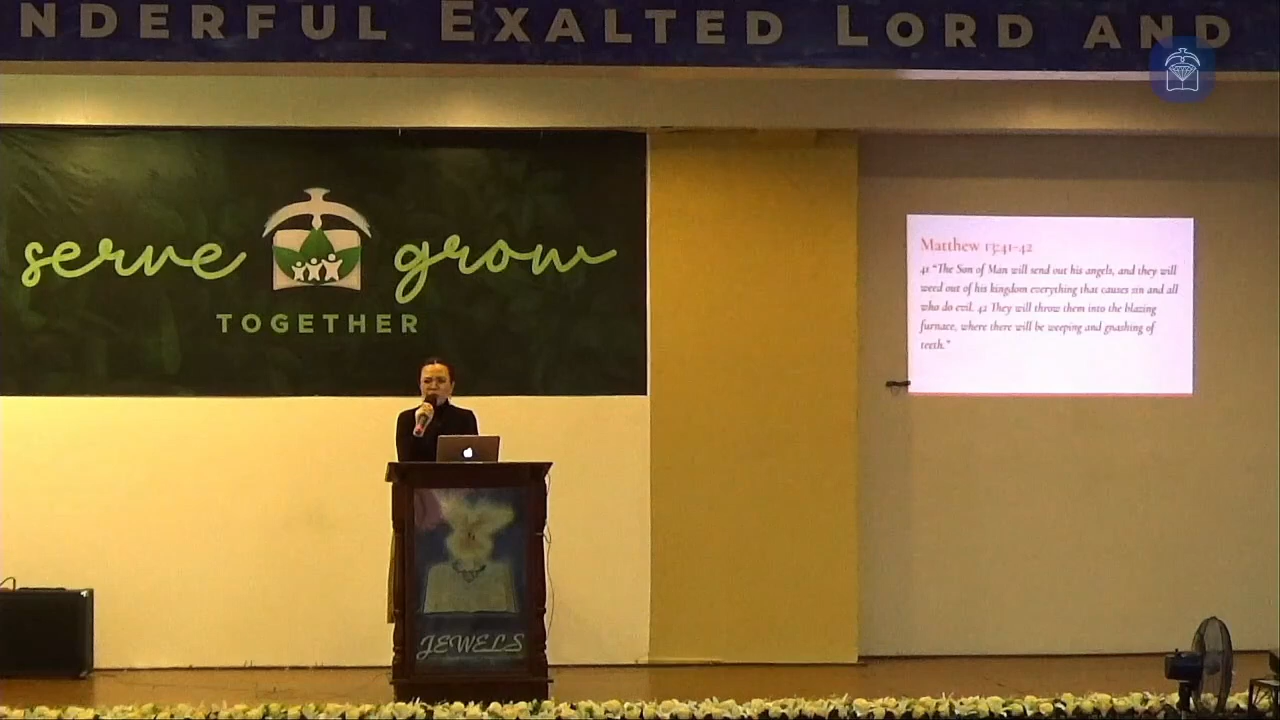 NDERFUL EXALTED LORD AND
serve grow
TOGETHER
Matthew 13:41-42
41 "The Son of Man will send out his angels, and they will
weed out of his kingdom everything that causes sin and all
who do evil. 42 They will throw them into the blazing
furnace, where there will be weeping and gnashing of
teeth."
JEWELS